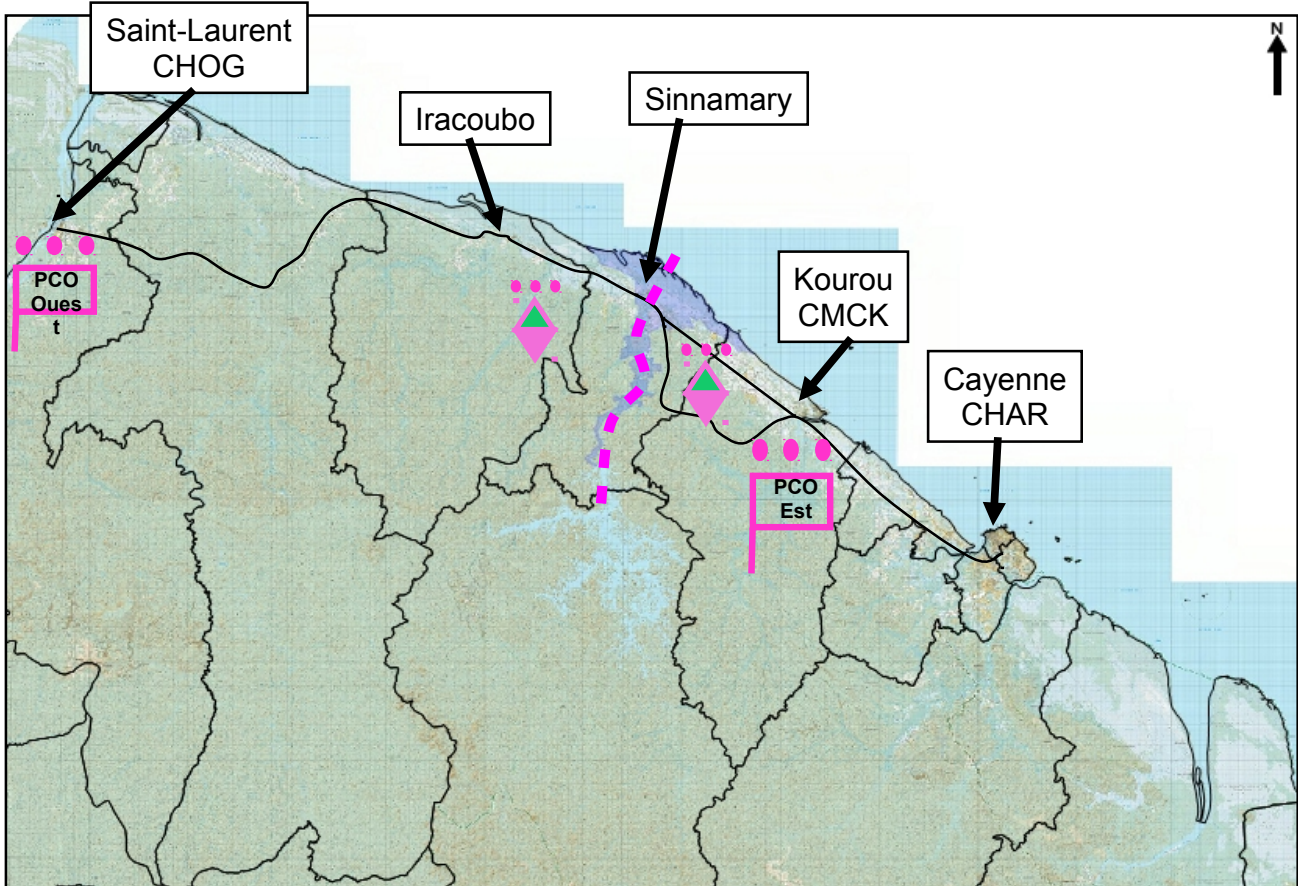 Saint-Laurent
CHOG
N
Iracoubo
Sinnamary
Kourou
CMCK
Cayenne
CHAR
PCO
Oues
t
PCO
Est